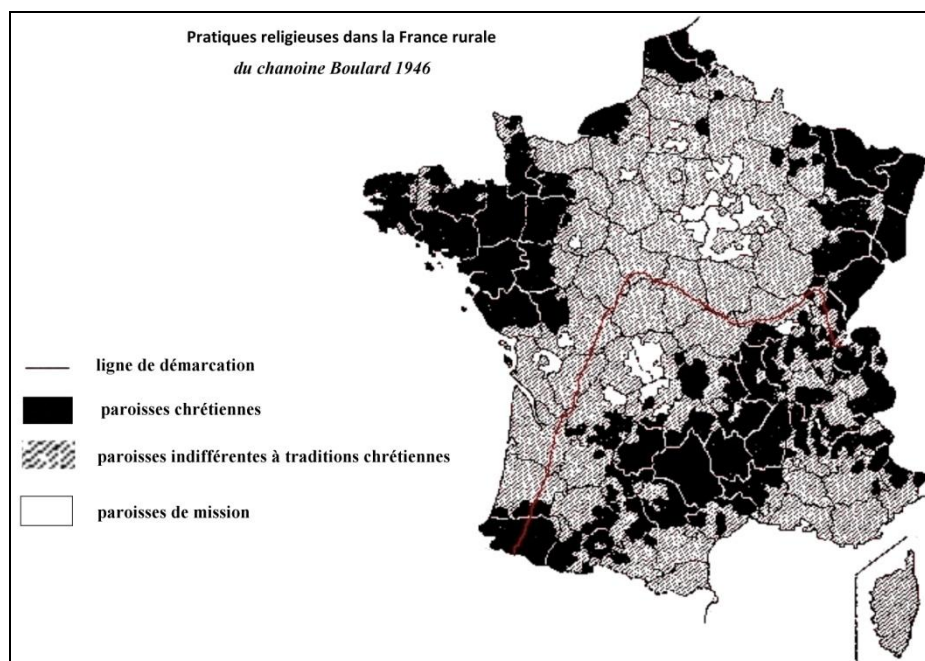 Pratiques religieuses dans la France rurale
du chanoine Boulard 1946
ligne de démarcation
paroisses chrétiennes
paroisses indifférentes à traditions chrétiennes
paroisses de mission